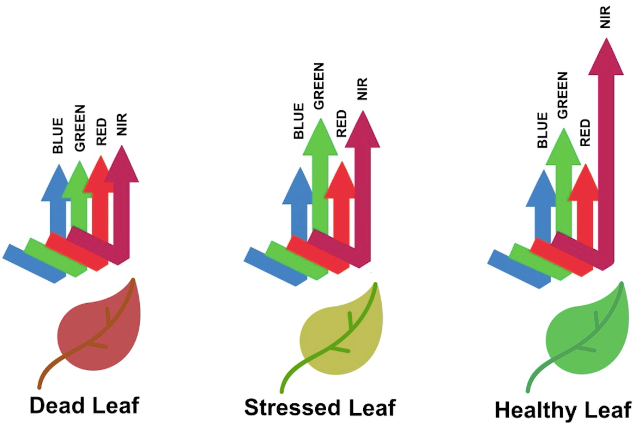 BLUE
GREEN
RED
NIR
BLUE
GREEN
RED
NIR
BLUE
GREEN
RED
NIR
Dead Leaf
Stressed Leaf
Healthy Leaf